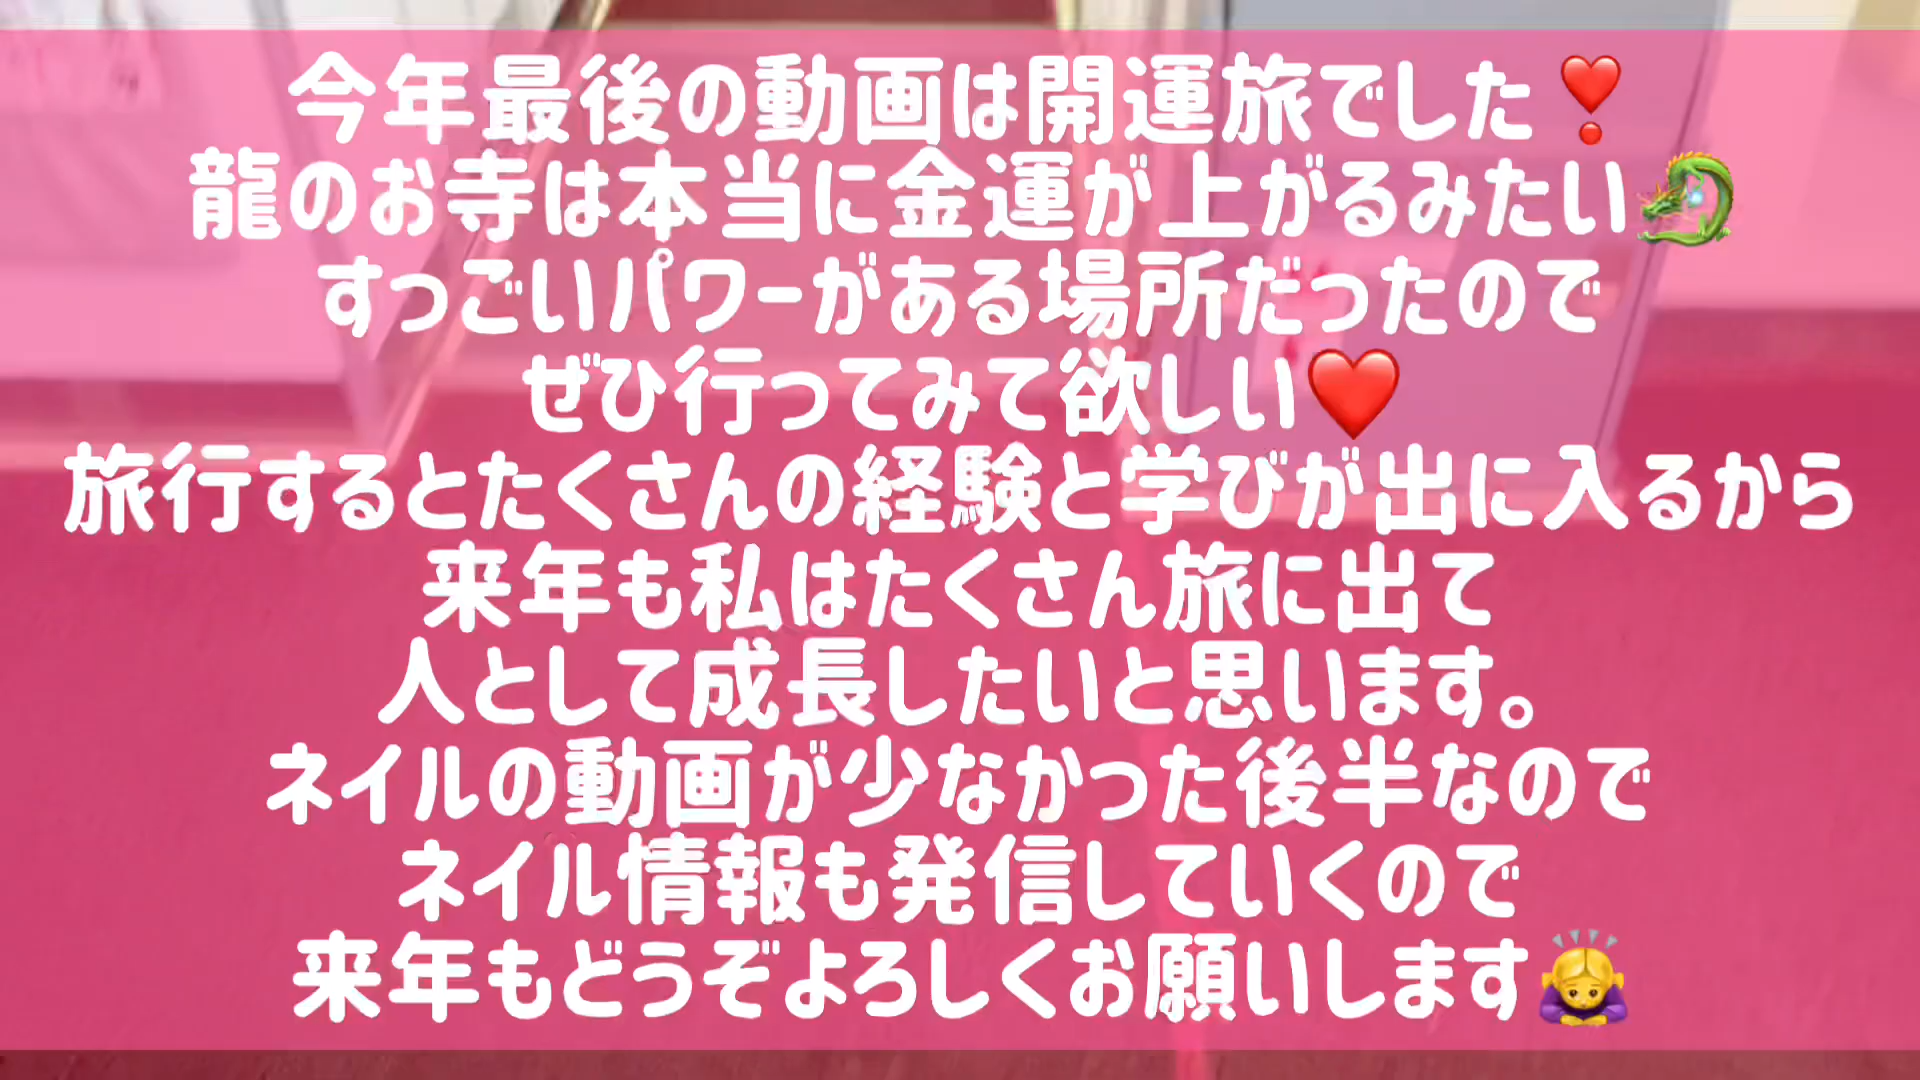 今年最後の動画は開運旅でした❣️
龍のお寺は本当に金運が上がるみたい🐉
すっごいパワーがある場所だったので
ぜひ行ってみて欲しい❤️
旅行するとたくさんの経験と学びが出に入るから
来年も私はたくさん旅に出て
人として成長したいと思います。
ネイルの動画が少なかった後半なので
ネイル情報も発信していくので
来年もどうぞよろしくお願いします🙇‍♀️